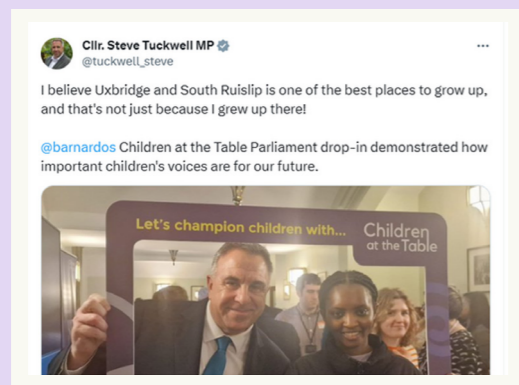 Cllr. Steve Tuckwell MP
@tuckwell_steve
I believe Uxbridge and South Ruislip is one of the best places to grow up,
and that's not just because I grew up there!
@barnardos Children at the Table Parliament drop-in demonstrated how
important children's voices are for our future.
Let's champion children with...
Children
at the Table